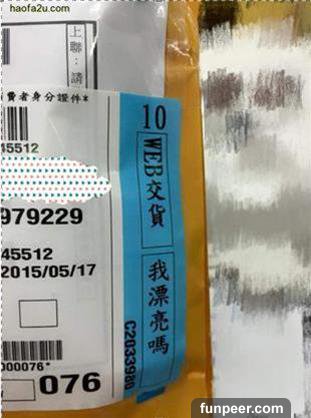 haofa2u.com
上聯：請
費者身分證件*
45512
979229
45512
2015/05/17
000076*
076
10
WEB交貨
我漂亮嗎
C2033980
funpeer.com